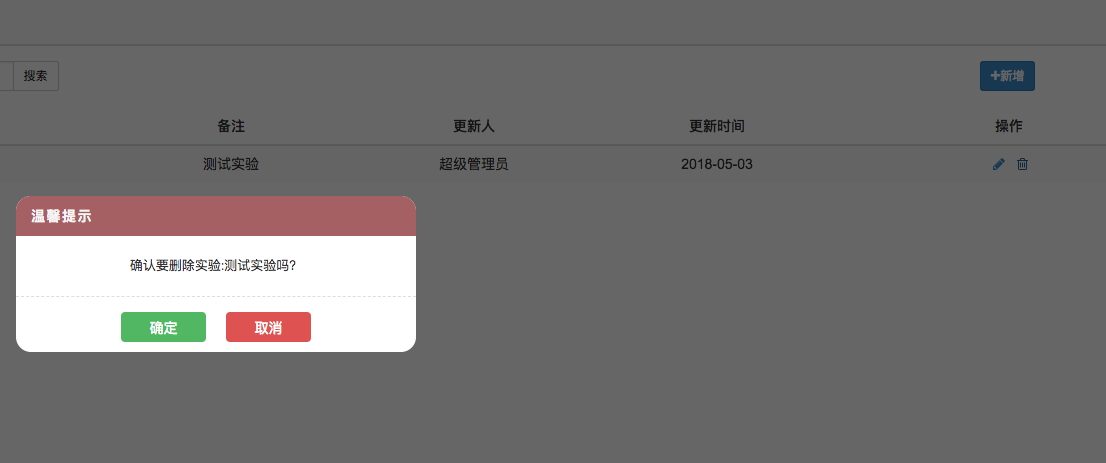 搜索
新增
备注 更新人 更新时间 操作
测试实验 超级管理员 2018-05-03
温馨提示
确认要删除实验:测试实验吗?
确定 取消